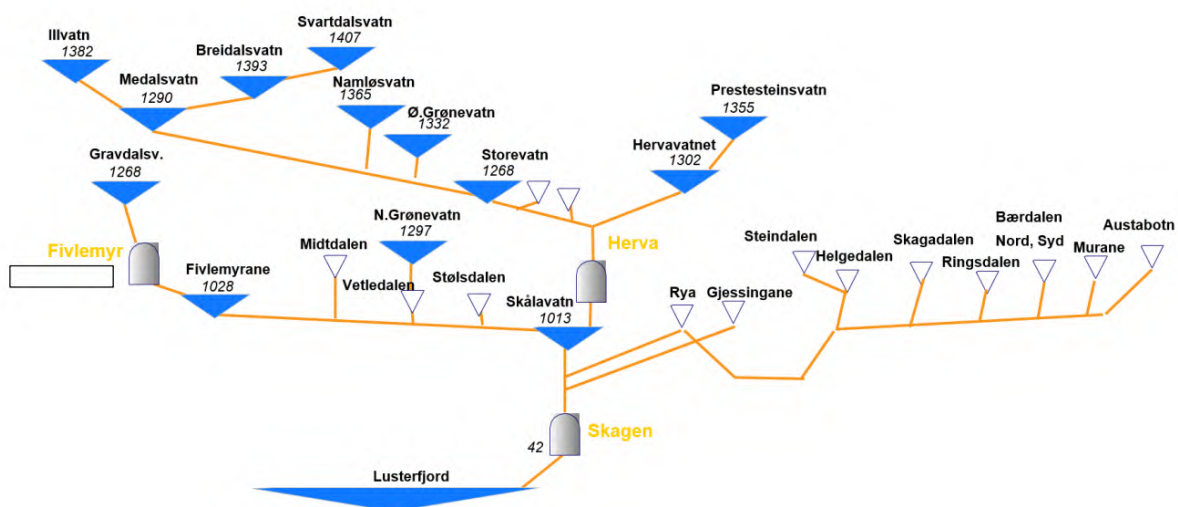 Svartdalsvatn
1407
Illvatn
1382
Breidalsvatn
1393
Medalsvatn
1290
Namløsvatn
1365
Prestesteinsvatn
1355
Ø.Grønevatn
1332
Gravdalsv.
1268
Storevatn
1268
Hervavatnet
1302
N.Grønevatn
1297
Fivlemyr
Midtdalen
Herva
Steindalen
Helgedalen
Skagadalen
Ringsdalen
Bærdalen
Nord, Syd
Murane
Austabotn
Fivlemyrane
1028
Vetledalen
Stølsdalen
Skålavatn
1013
Rya
Gjessingane
Skagen
42
Lusterfjord